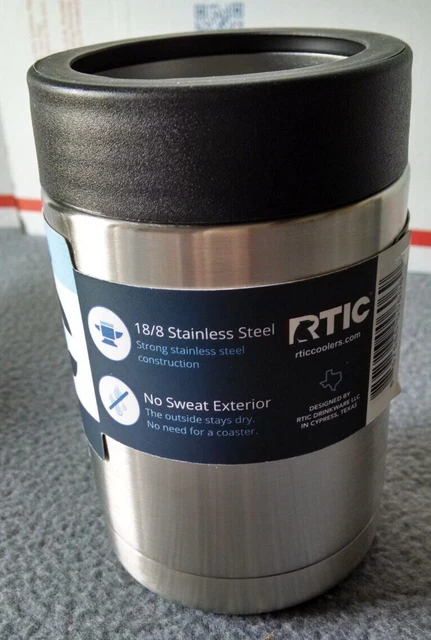 18/8 Stainless Steel
Strong stainless steel
construction
No Sweat Exterior
The outside stays dry.
No need for a coaster.
RTIC
rticcoolers.com
DESIGNED BY
RTIC DRINKWARE LLC
IN CYPRESS, TEXAS